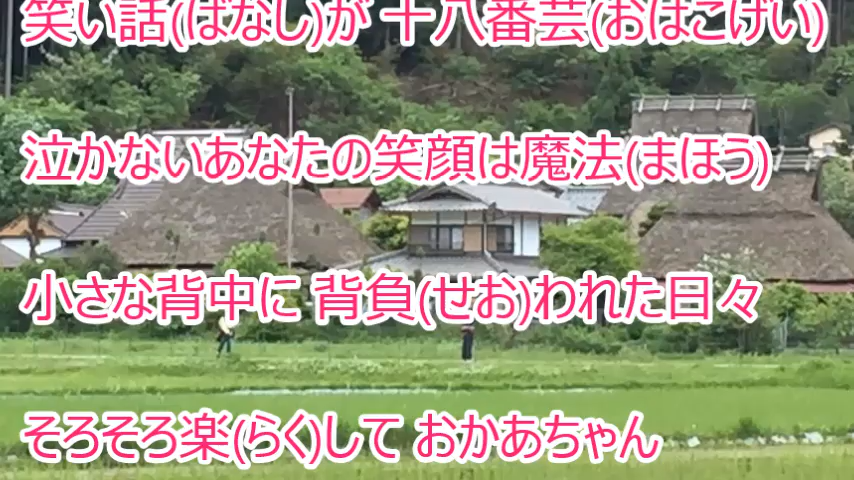 笑い話(ばなし)が 十八番芸(おはこげい)
泣かないあなたの笑顔は魔法(まほう)
小さな背中に 背負(せお)われた日々
そろそろ楽(らく)して おかあちゃん